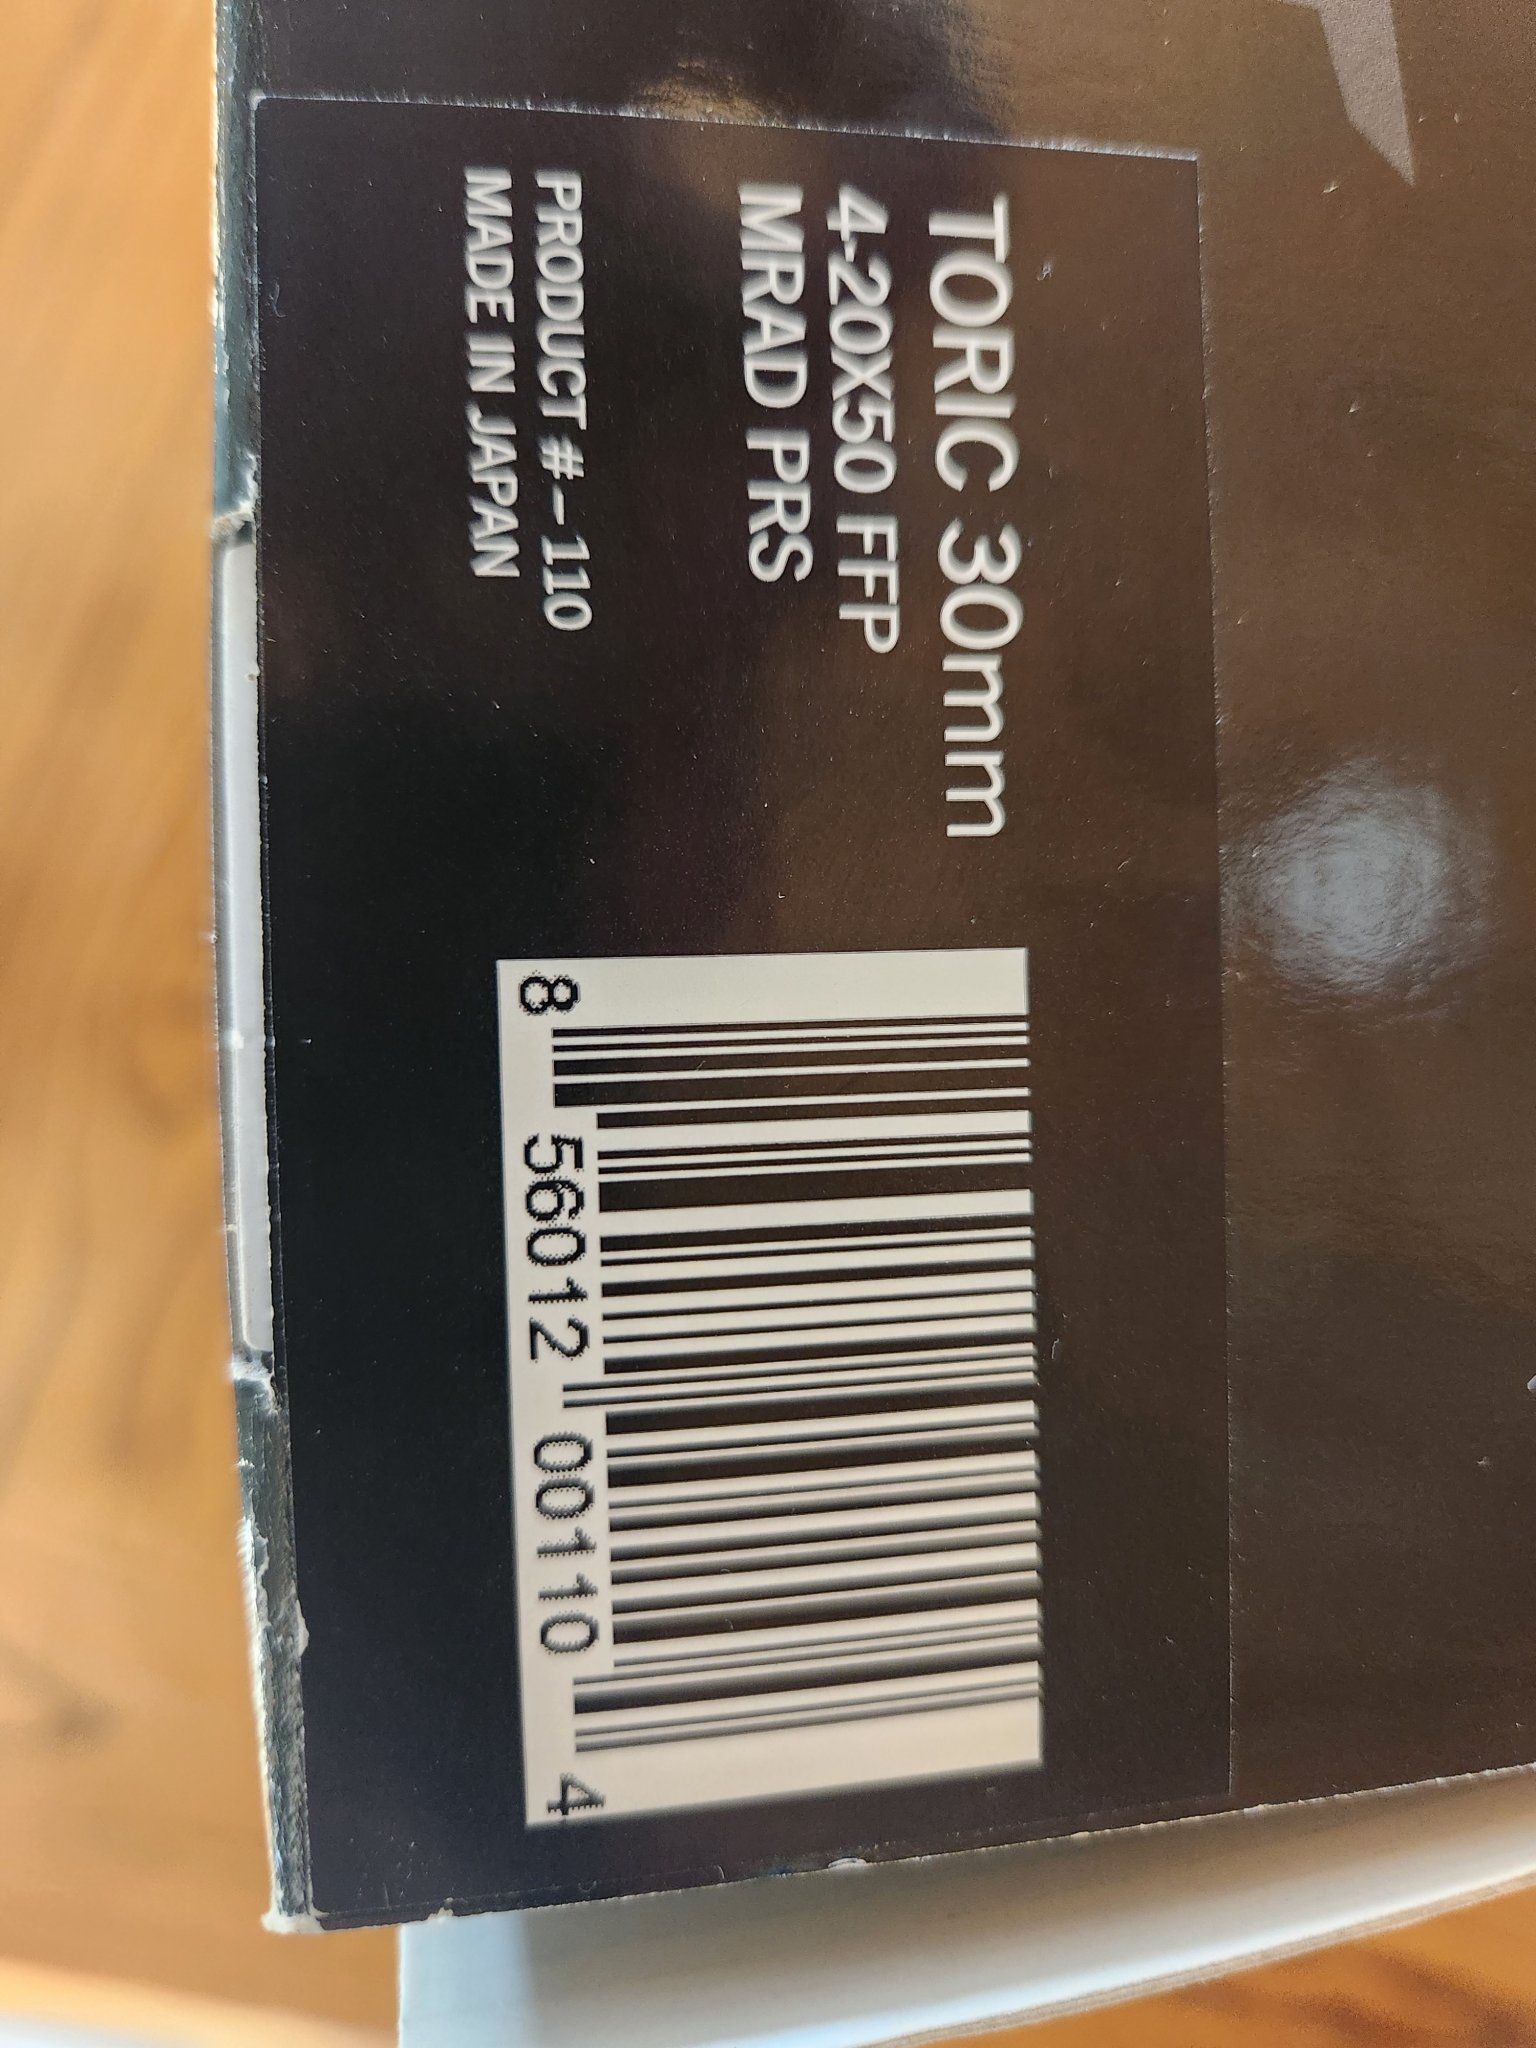 TORIC 30mm
4-20X50 FFP
MRAD PRS
PRODUCT #– 110
MADE IN JAPAN
8 56012 00110 4